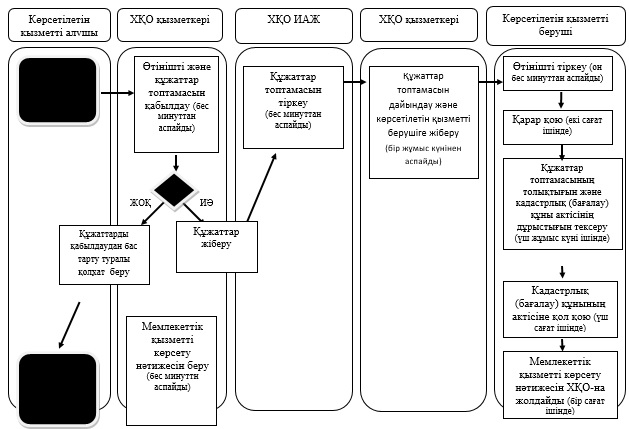 Көрсетілетін
қызметті алушы
ХҚО қызметкері
ХҚО ИАЖ
ХҚО қызметкері
Көрсетілетін қызметті
беруші
Өтінішті және
құжаттар
топтамасын
қабылдау (бес
минуттан
аспайды)
ЖОҚ
ИӘ
Құжаттарды
қабылдаудан бас
тарту туралы
қолхат беру
Құжаттар
жіберу
Мемлекеттік
қызметті
көрсету
нәтижесін беру
(бес минуттн
аспайды)
Құжаттар
топтамасын
тіркеу
(бес минуттан
аспайды)
Құжаттар
топтамасын
дайындау және
көрсетілетін қызметті
берушіге жіберу
(бір жұмыс күнінен
аспайды)
Өтінішті тіркеу (он
бес минуттан аспайды)
Қарар қою (екі сағат
ішінде)
Құжаттар
топтамасының
толықтығын және
кадастрлық (бағалау)
құны актісінің
дұрыстығын тексеру
(үш жұмыс күні ішінде)
Кадастрлық
(бағалау) құнының
актісіне қол қою (үш
сағат ішінде)
Мемлекеттік
қызметті көрсету
нәтижесін ХҚО-на
жолдайды (бір сағат
ішінде)